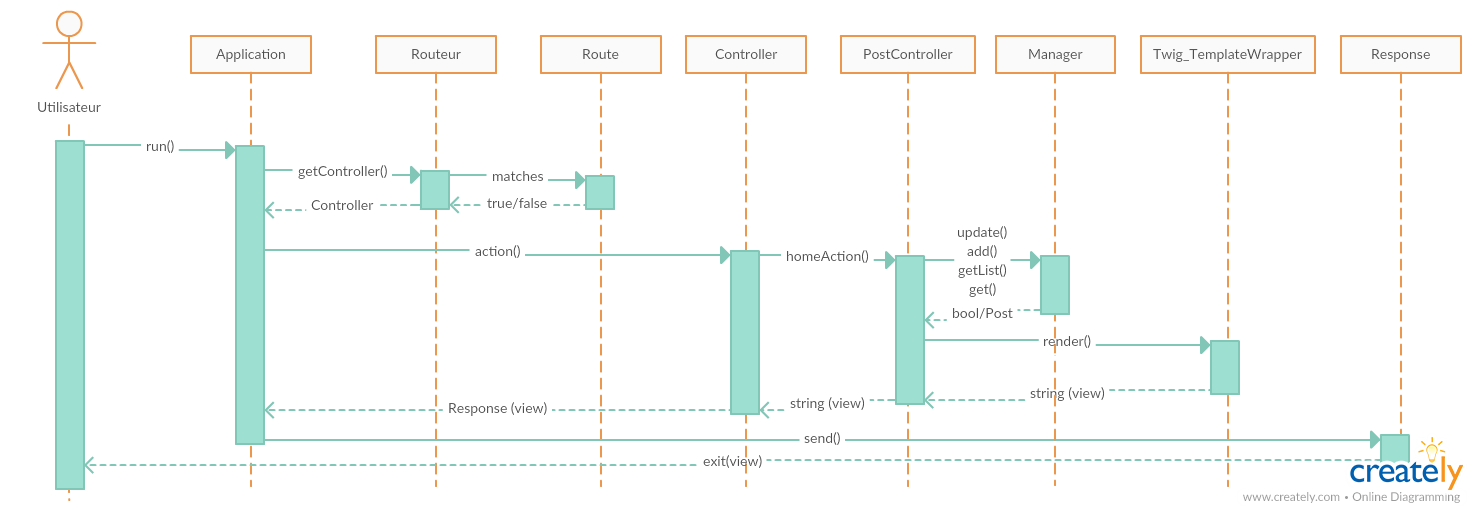 Utilisateur
Application
Routeur
Route
Controller
PostController
Manager
Twig_TemplateWrapper
Response
run()
getController()
matches
Controller
true/false
action()
homeAction()
update()
add()
getList()
get()
bool/Post
render()
string (view)
string (view)
Response (view)
send()
exit(view)
creately
www.creately.com • Online Diagramming